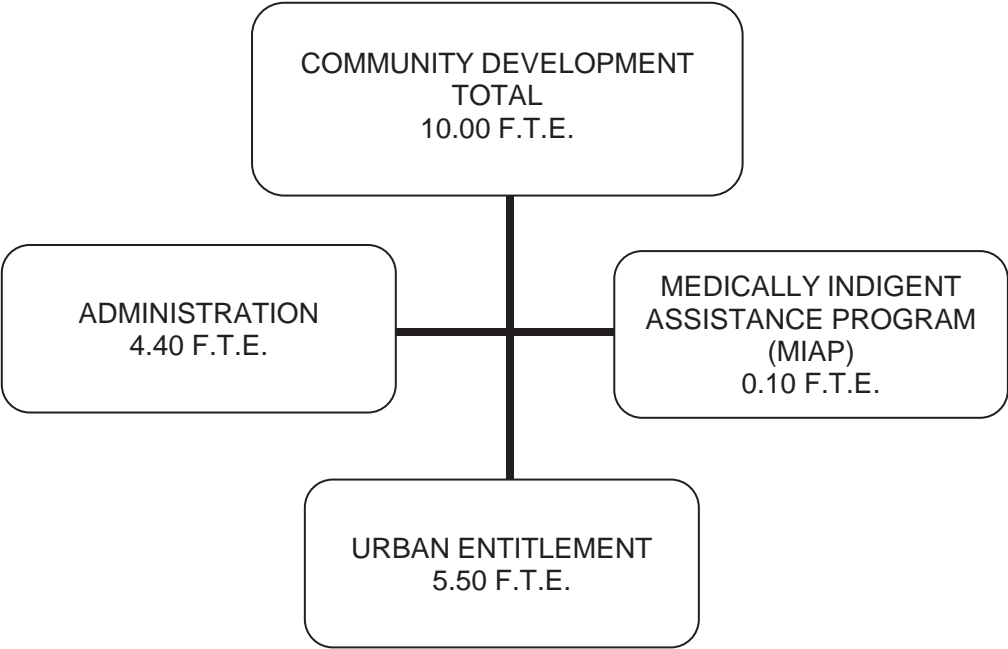 COMMUNITY DEVELOPMENT
TOTAL
10.00 F.T.E.
ADMINISTRATION
4.40 F.T.E.
MEDICALLY INDIGENT
ASSISTANCE PROGRAM
(MIAP)
0.10 F.T.E.
URBAN ENTITLEMENT
5.50 F.T.E.